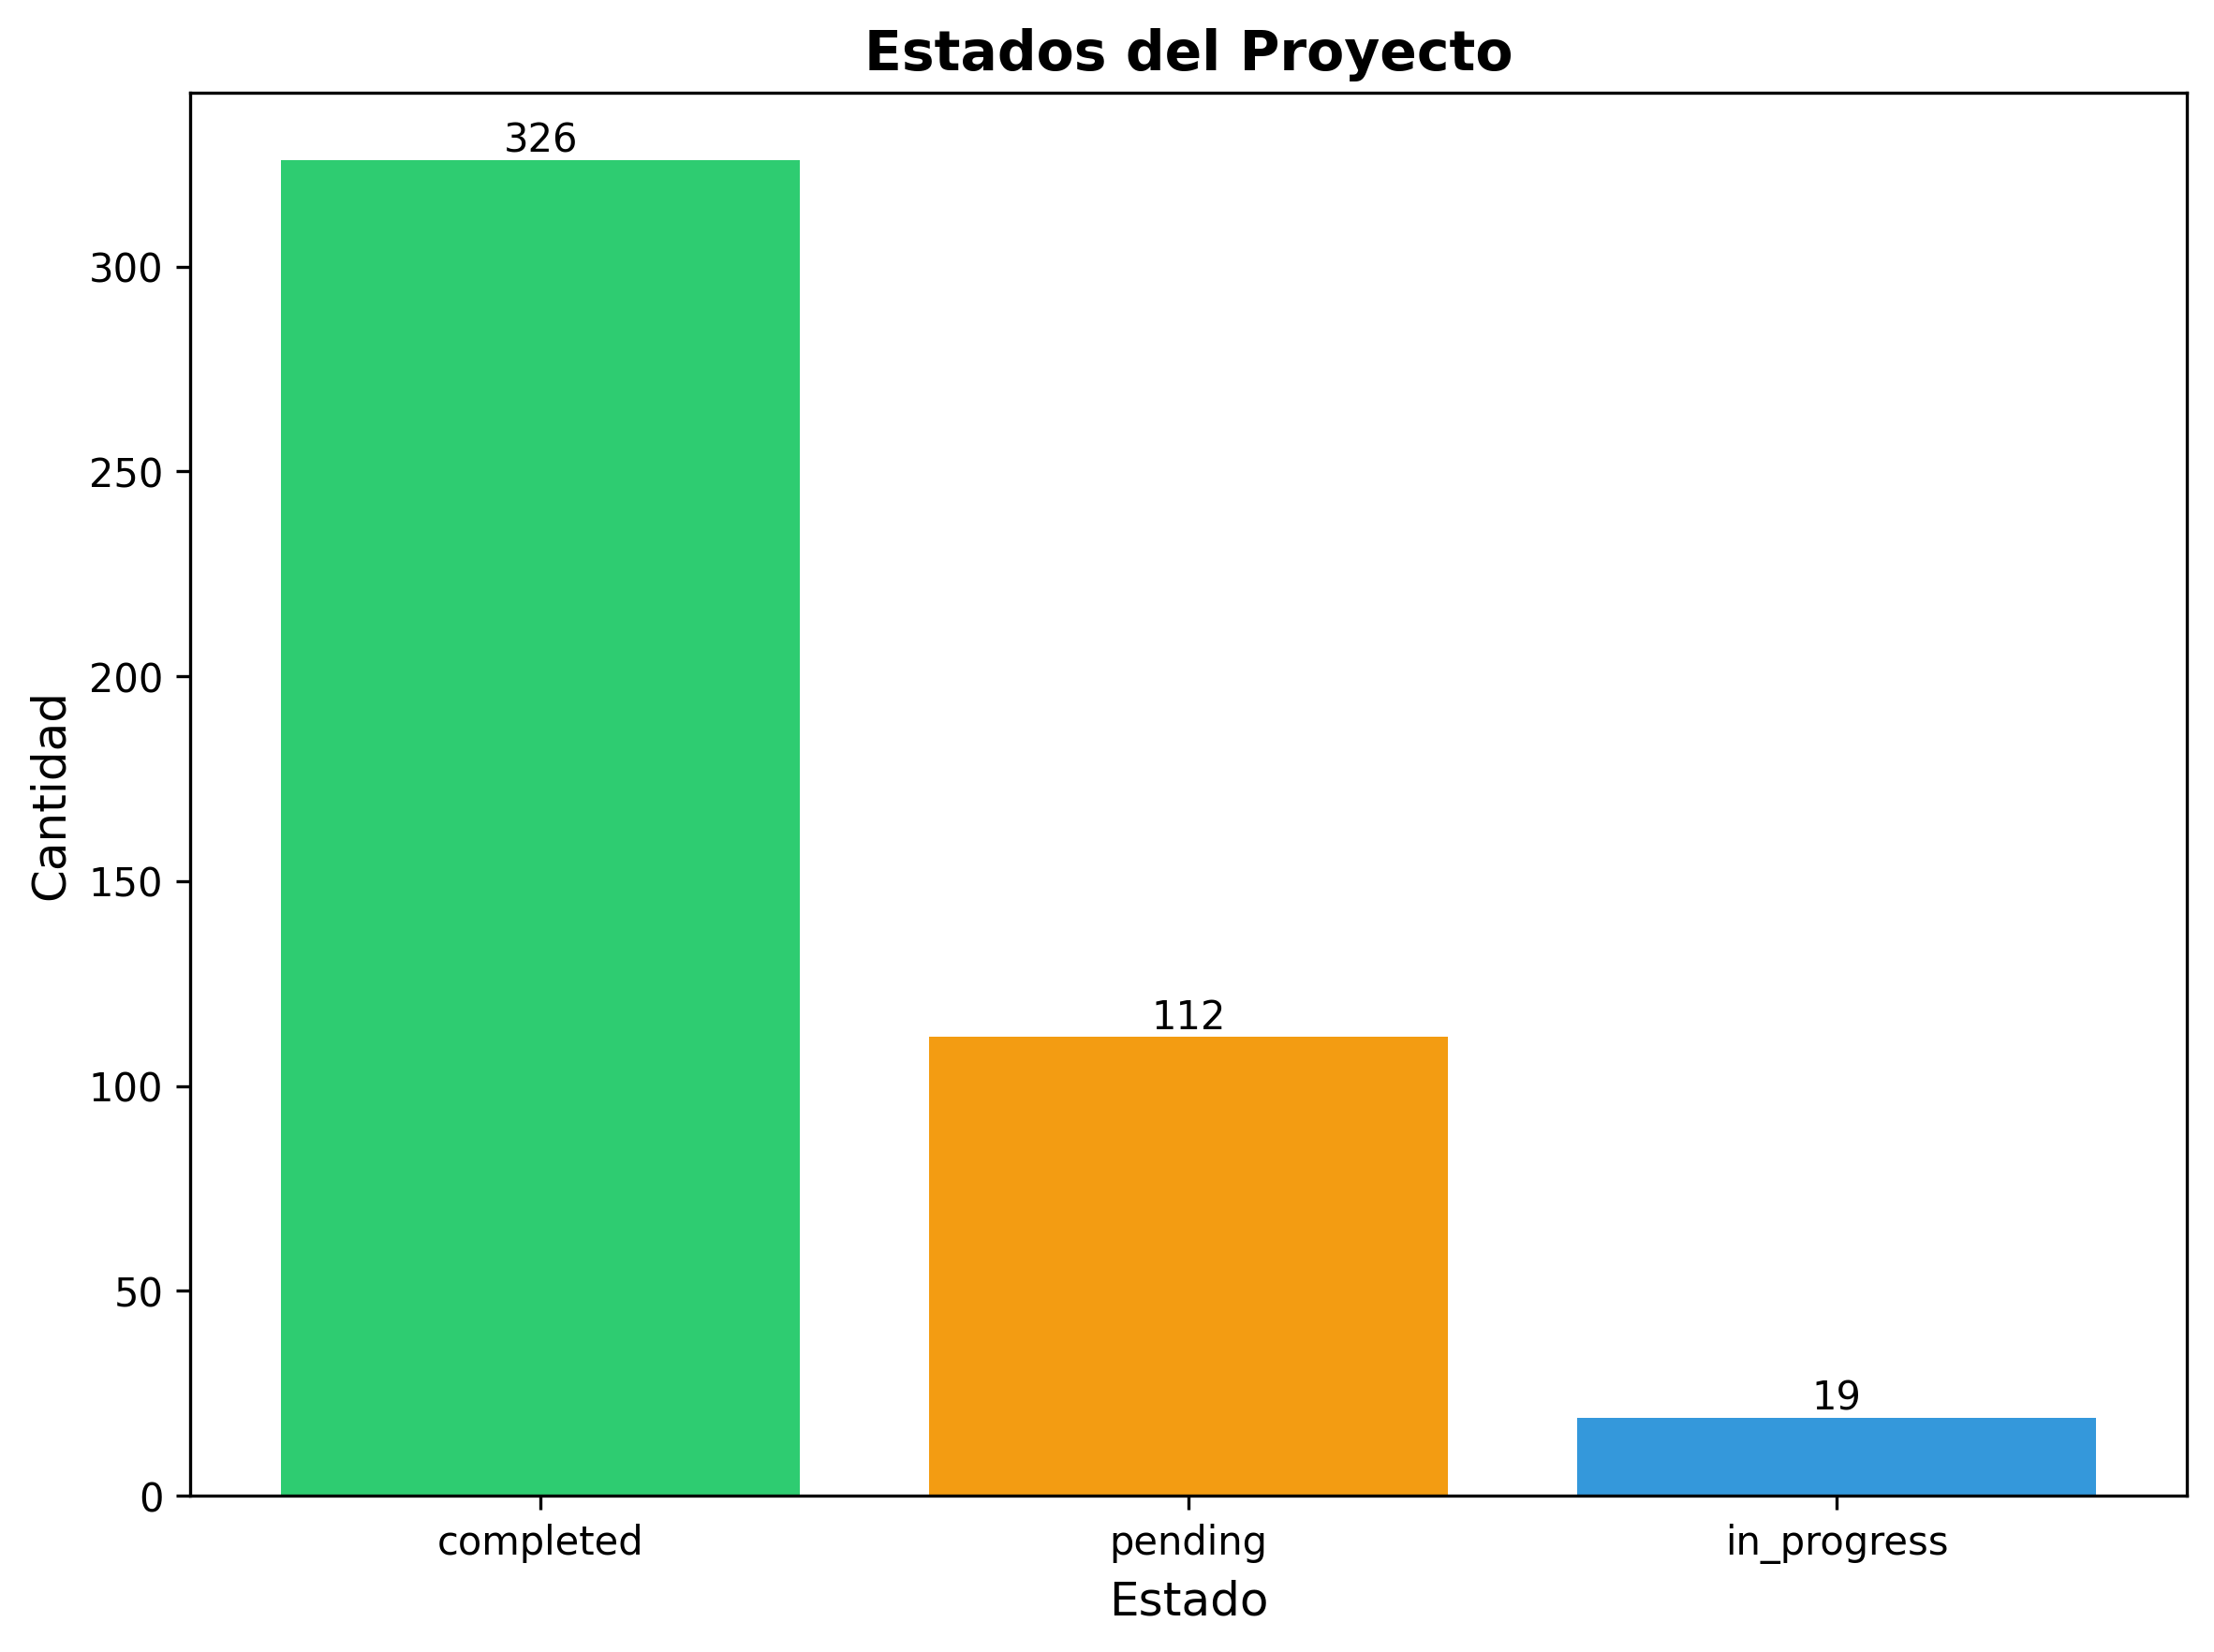 Estados del Proyecto
326
300
250
200
Cantidad
150
112
100
50
19
0
completed
pending
in_progress
Estado